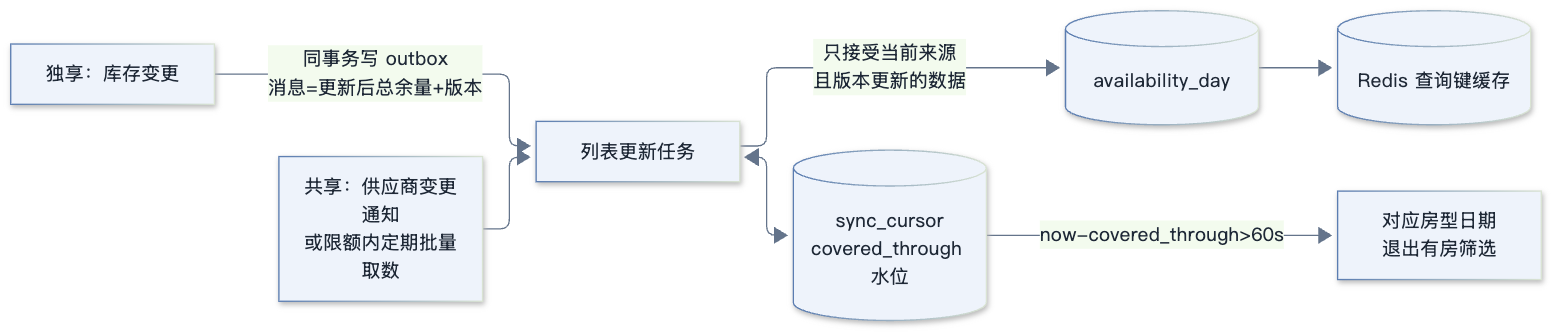 独享：库存变更
同事务写 outbox
消息=更新后总余量+版本
共享：供应商变更
通知
或限额内定期批量
取数
列表更新任务
只接受当前来源
且版本更新的数据
availability_day
Redis 查询键缓存
sync_cursor
covered_through
水位
now-covered_through>60s
对应房型日期
退出有房筛选